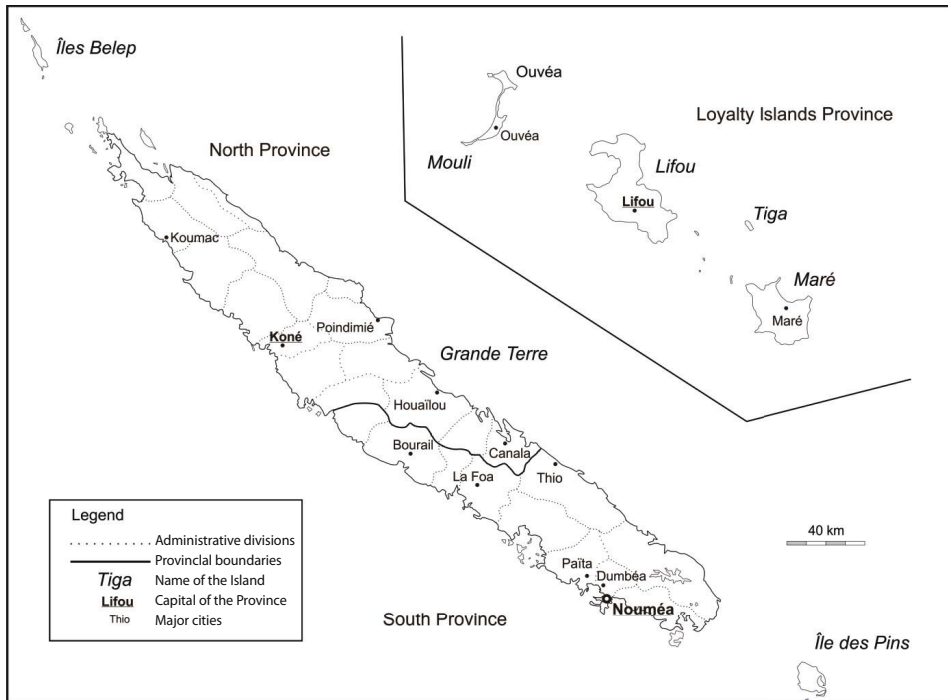 Îles Belep
Ouvéa
Loyalty Islands Province
Ouvéa
North Province
Mouli
Lifou
Lifou
Tiga
Koumac
Maré
Maré
Poindimié
Koné
Grande Terre
Houaïlou
Bourail
Canala
La Foa
Thio
Legend
Administrative divisions
Provinclal boundaries
Tiga Name of the Island
Lifou Capital of the Province
Thio Major cities
40 km
Païta
Dumbéa
Nouméa
South Province
Île des Pins